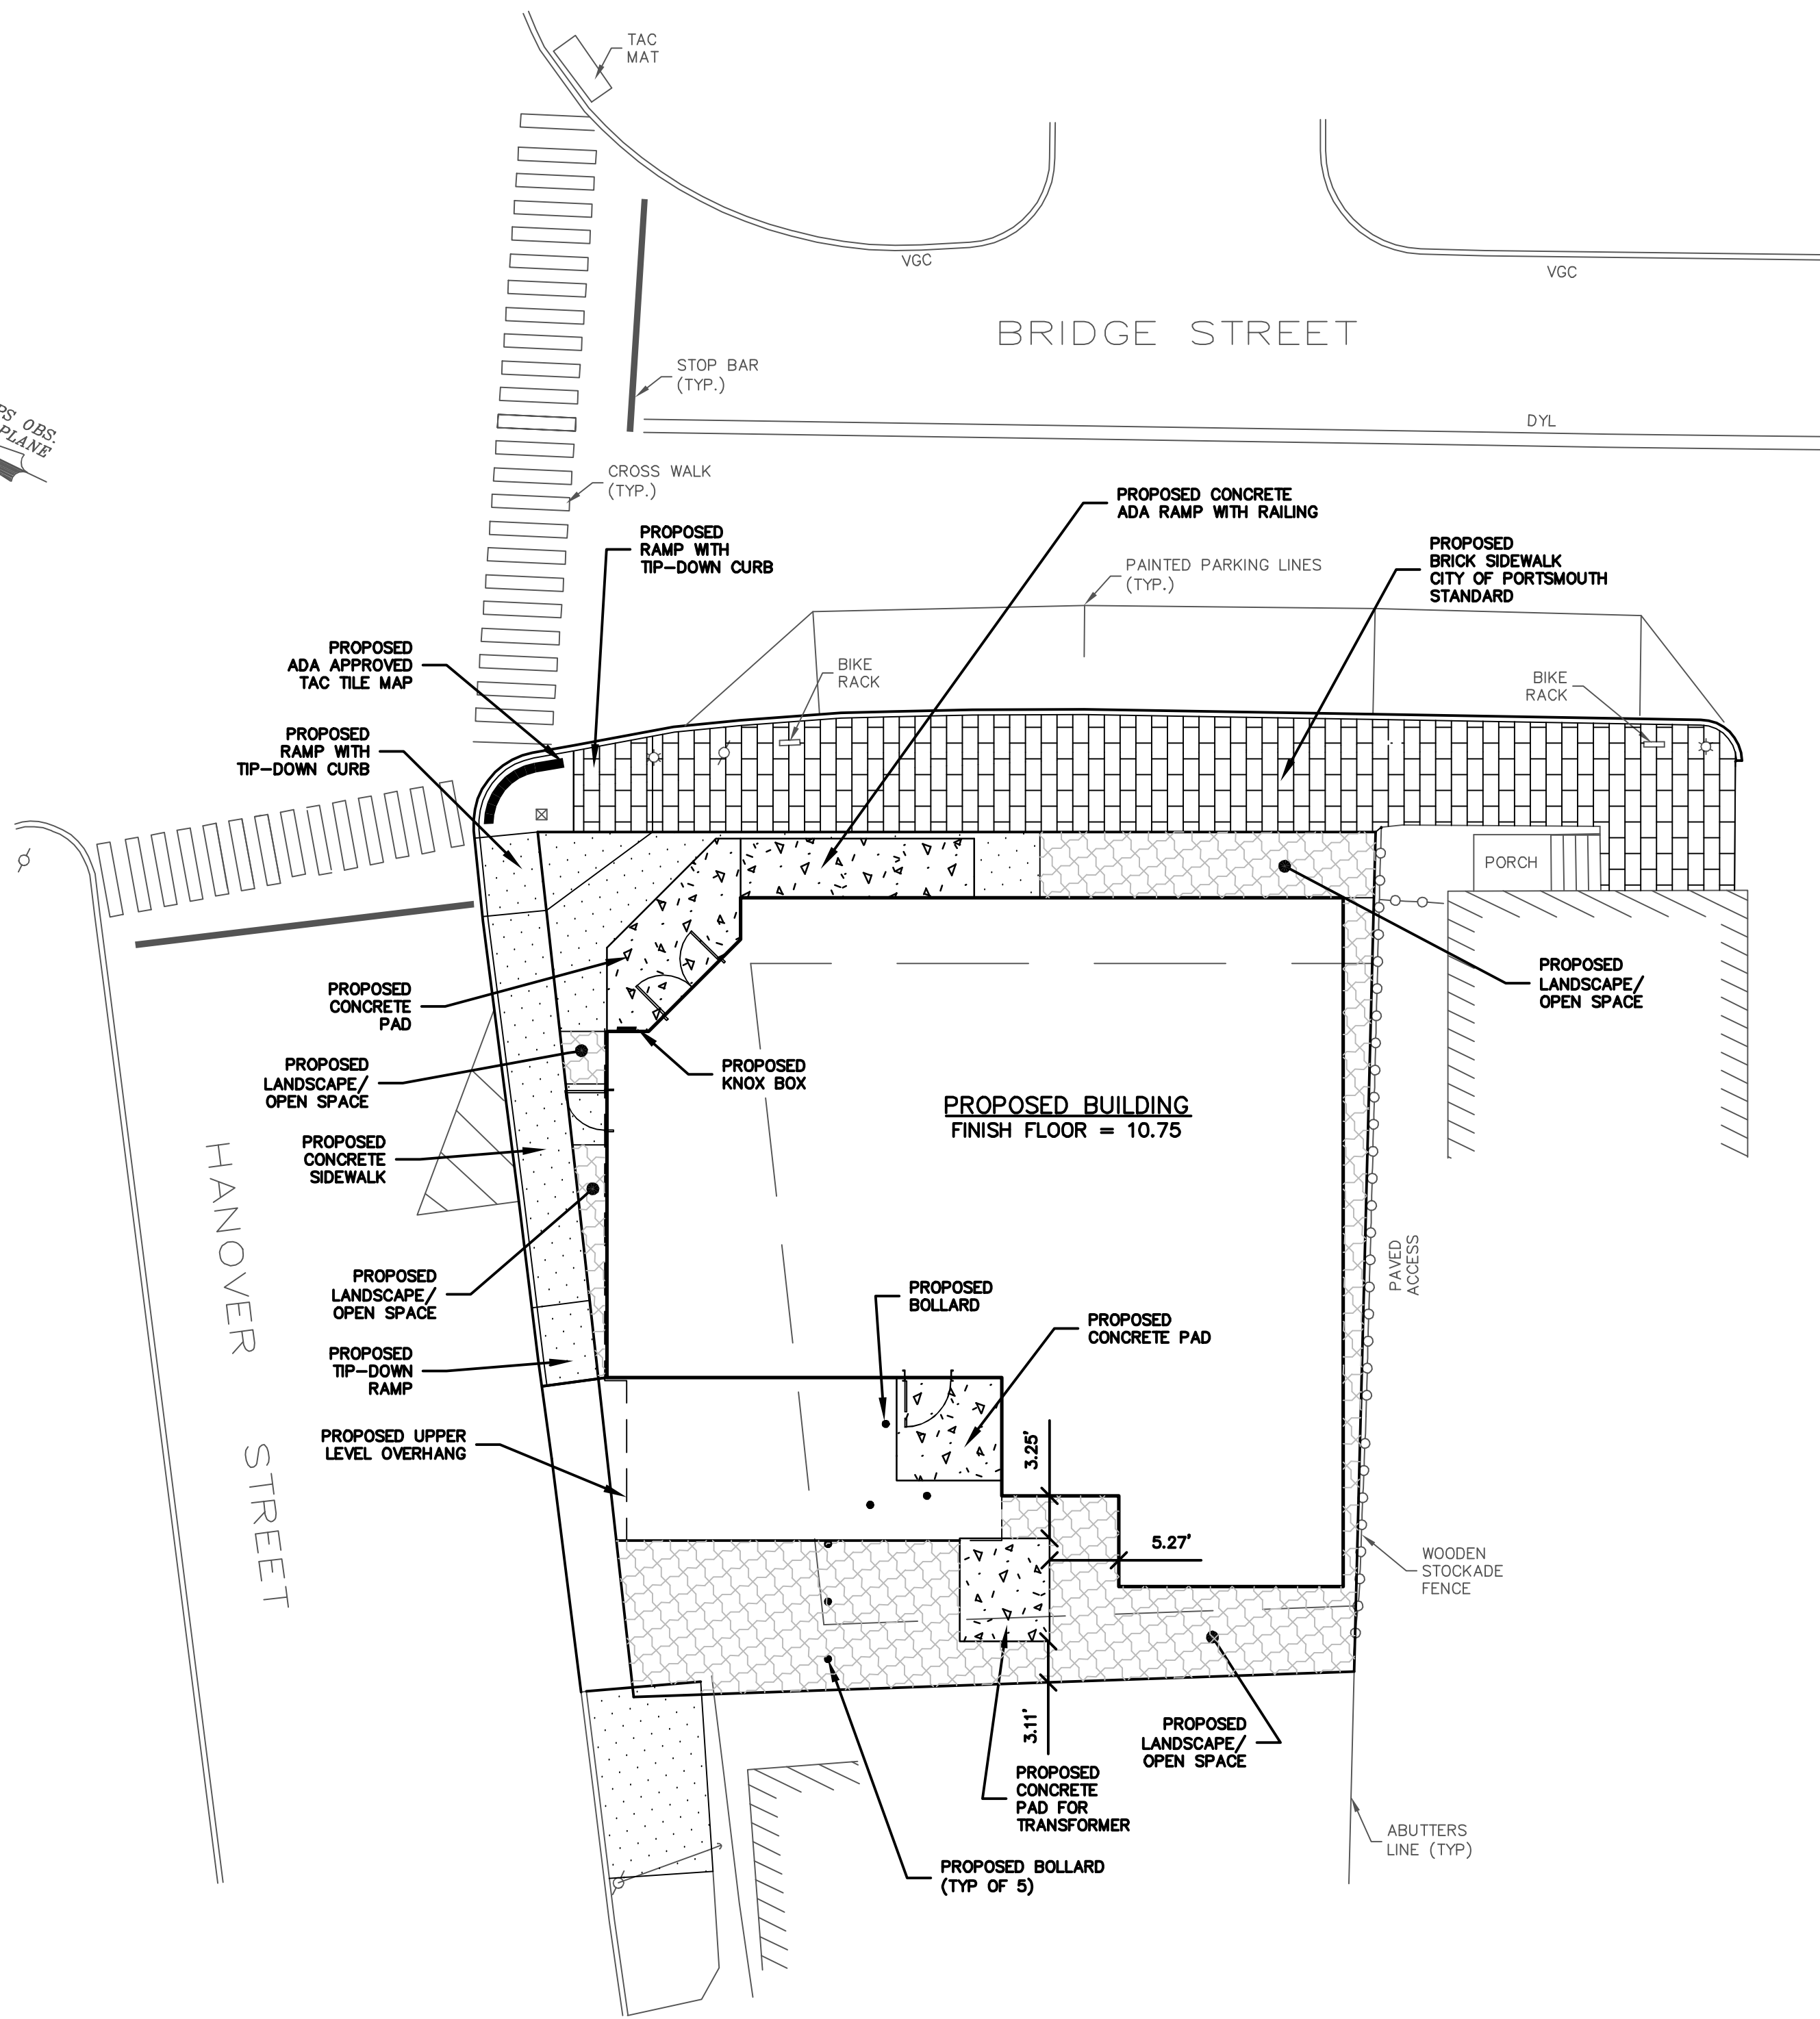 TAC
MAT
VGC
VGC
BRIDGE STREET
STOP BAR
(TYP.)
DYL
PS OBS.
PLANE
CROSS WALK
(TYP.)
PROPOSED CONCRETE
ADA RAMP WITH RAILING
PROPOSED
RAMP WITH
TIP-DOWN CURB
PAINTED PARKING LINES
(TYP.)
PROPOSED
BRICK SIDEWALK
CITY OF PORTSMOUTH
STANDARD
PROPOSED
ADA APPROVED
TAC TILE MAP
BIKE
RACK
BIKE
RACK
PROPOSED
RAMP WITH
TIP-DOWN CURB
PORCH
PROPOSED
CONCRETE
PAD
PROPOSED
LANDSCAPE/
OPEN SPACE
PROPOSED
LANDSCAPE/
OPEN SPACE
PROPOSED
KNOX BOX
PROPOSED BUILDING
FINISH FLOOR = 10.75
PROPOSED
CONCRETE
SIDEWALK
HANOVER STREET
PAVED
ACCESS
PROPOSED
LANDSCAPE/
OPEN SPACE
PROPOSED
BOLLARD
PROPOSED
CONCRETE PAD
PROPOSED
TIP-DOWN
RAMP
PROPOSED UPPER
LEVEL OVERHANG
3.25'
5.27'
WOODEN
STOCKADE
FENCE
3.11'
PROPOSED
LANDSCAPE/
OPEN SPACE
PROPOSED
CONCRETE
PAD FOR
TRANSFORMER
ABUTTERS
LINE (TYP)
PROPOSED BOLLARD
(TYP OF 5)